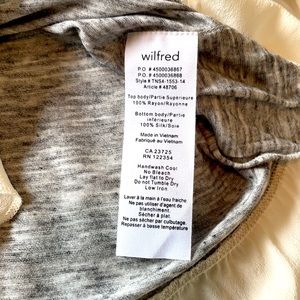 wilfred
P.O. # 4500036867
P.O. # 4500036868
Style # TN54-1553-14
Article # 48706
Top body/Partie Superieure
100% Rayon/Rayonne
Bottom body/Partie inferieure
100% Silk/Soie
Made in Vietnam
Fabriqué au Vietnam
CA 23725
RN 122354
Handwash Cool
No Bleach
Lay flat to Dry
Do not Tumble Dry
Low Iron
Laver à la main à l'eau fraiche
Ne pas utiliser d'agent de
blanchiment.
Sécher à plat.
Ne pas sécher par culbutage.
Repasser à basse température